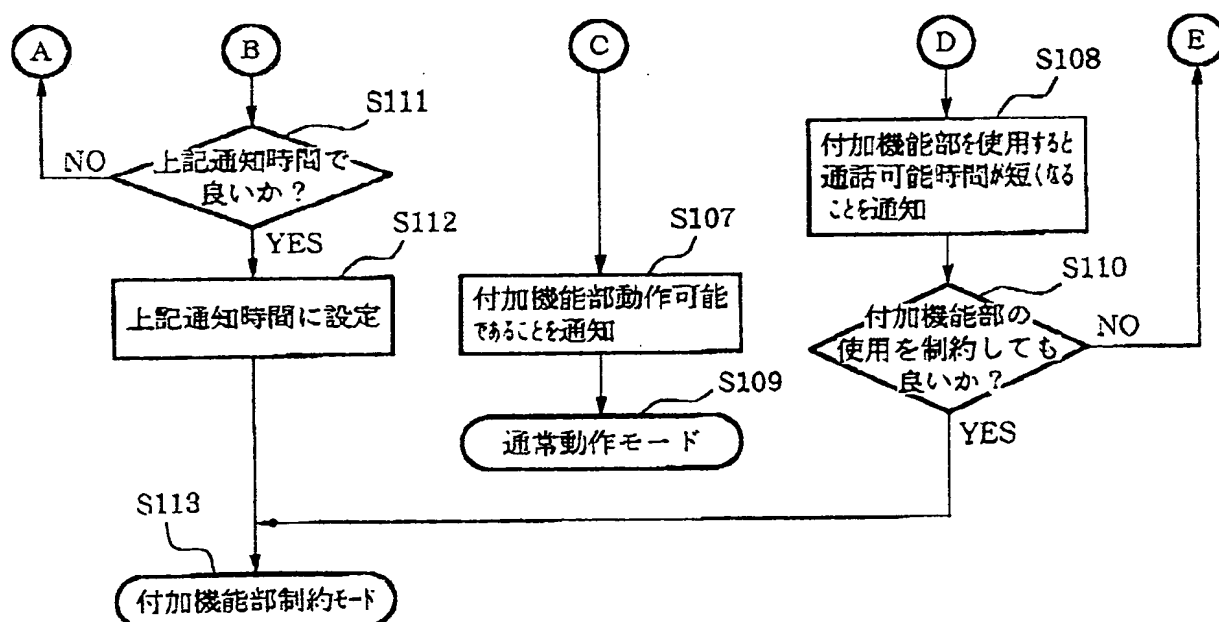 A
B
C
D
E
S111
上記通知時間で
良いか?
NO
YES
S112
上記通知時間に設定
S107
付加機能部動作可能
であることを通知
S109
通常動作モード
S108
付加機能部を使用すると
通話可能時間が短くなる
ことを通知
S110
付加機能部の
使用を制約しても
良いか?
NO
YES
S113
付加機能部制約モード